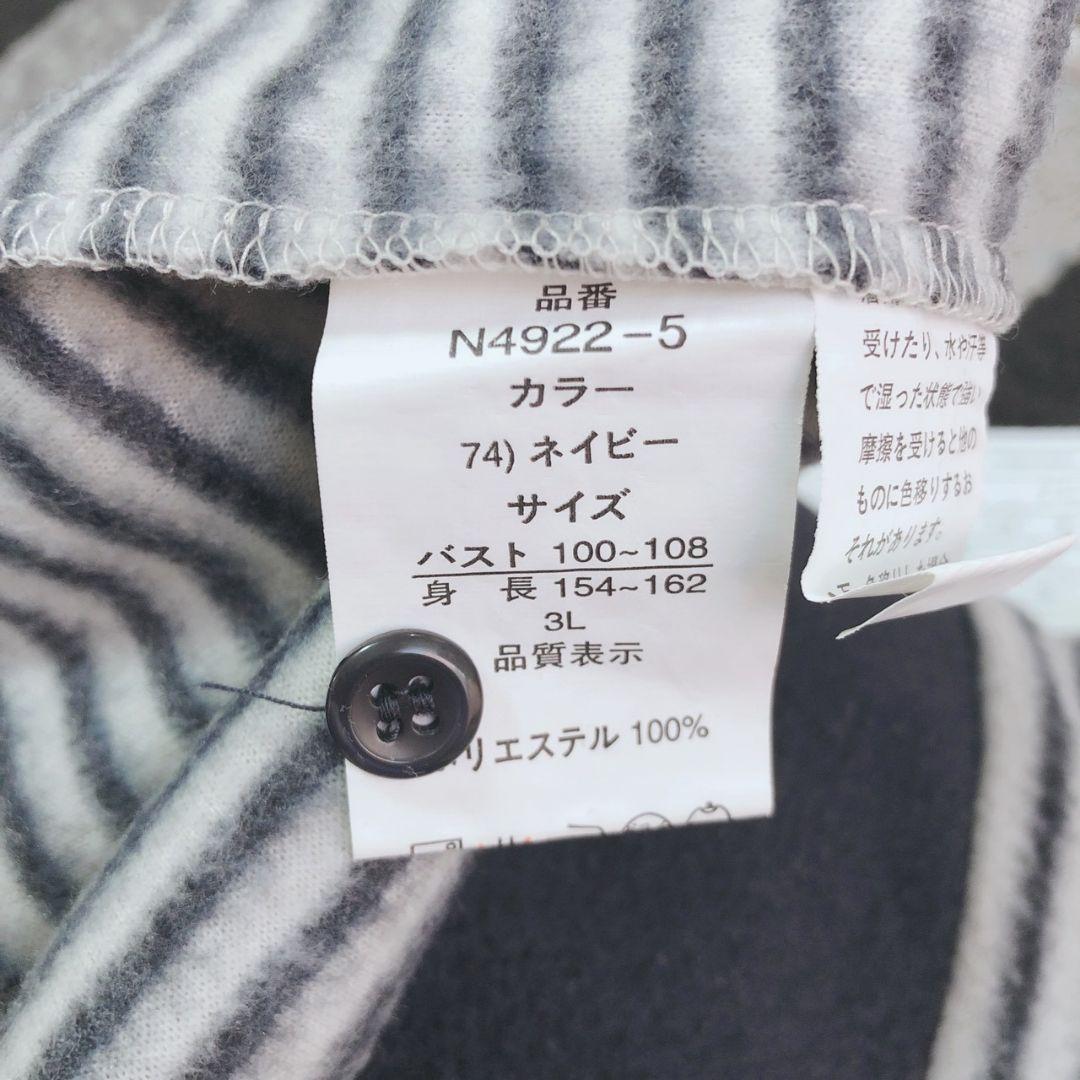 品番
N4922-5
カラー
74) ネイビー
サイズ
バスト 100~108
身 長 154~162
3L
品質表示
リエステル 100%
受けたり、水や汗等
で湿った状態で強い
摩擦を受けると他の
ものに色移りするお
それがあります。